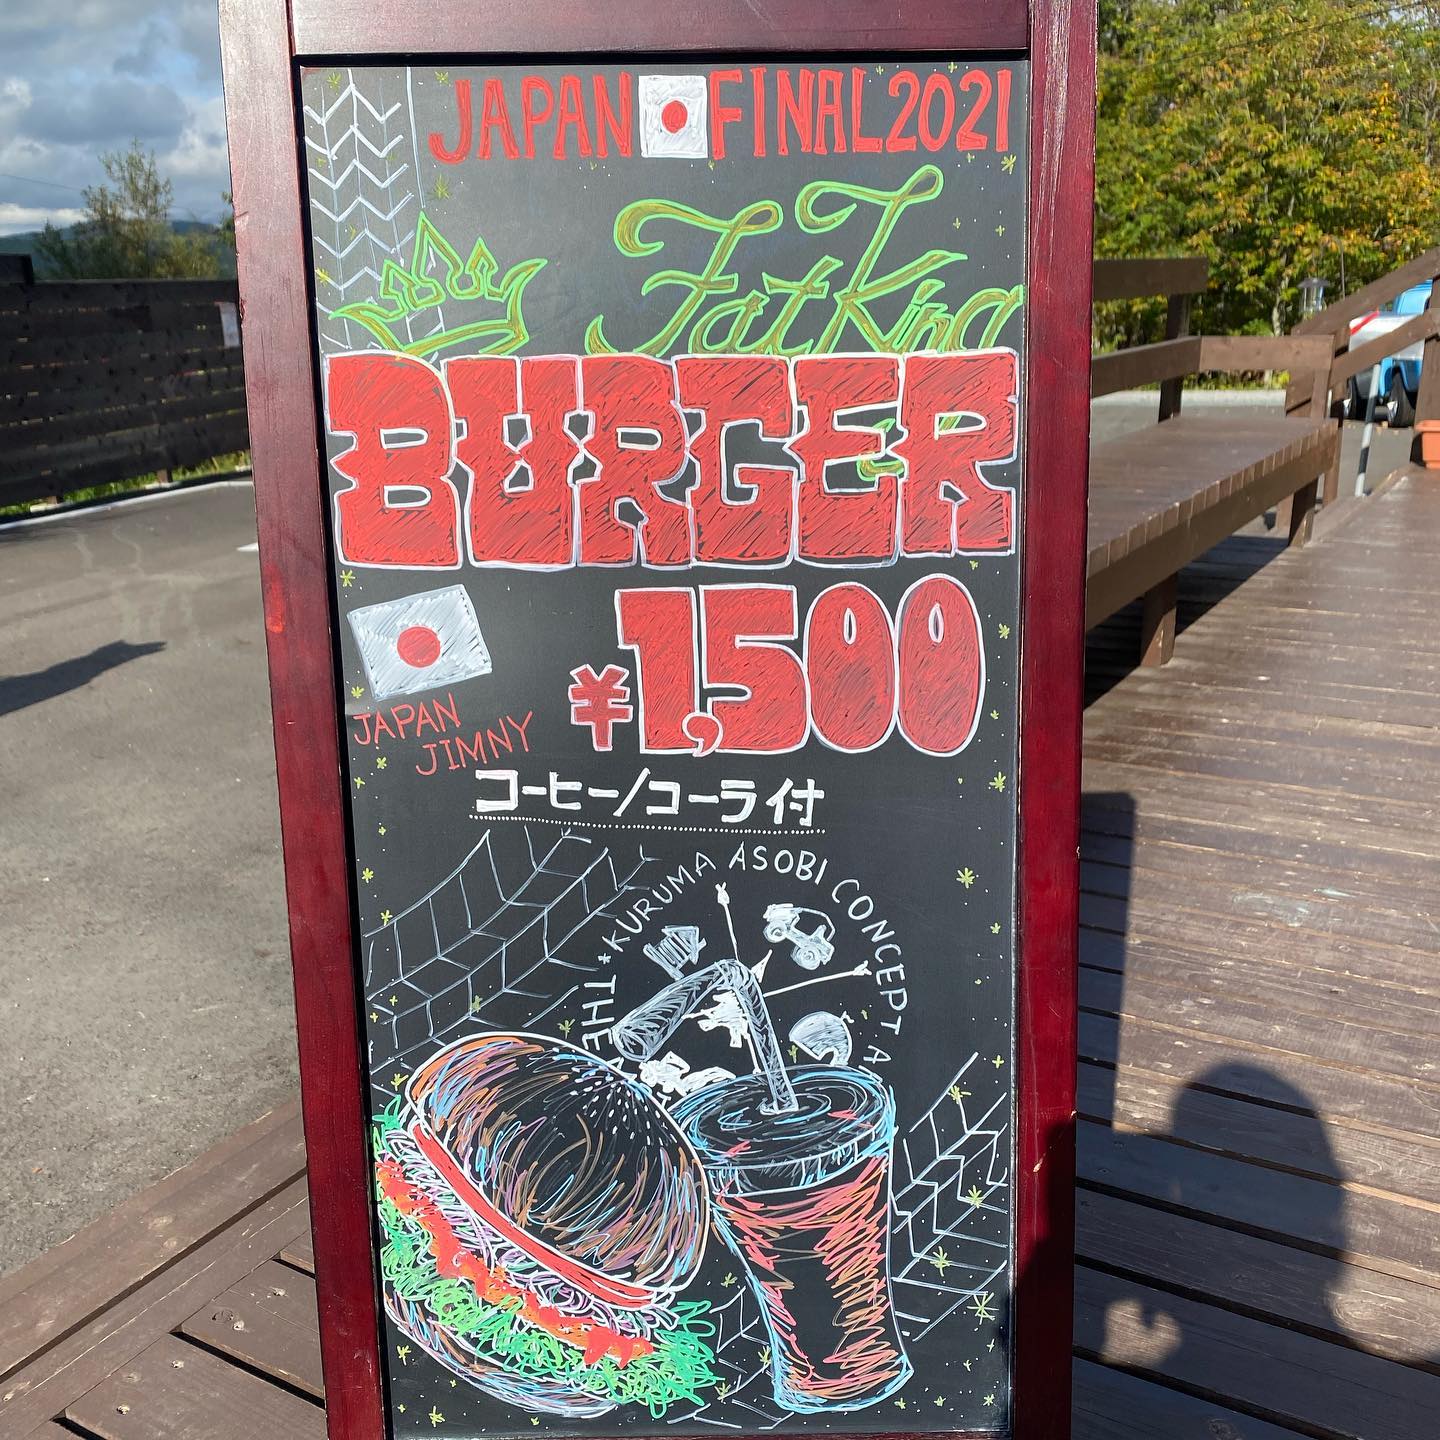 JAPAN FINAL 2021
Fat King
BURGER
¥1,500
JAPAN
JIMNY
コーヒー/コーラ付
THE * KURUMA ASOBI CONCEPT